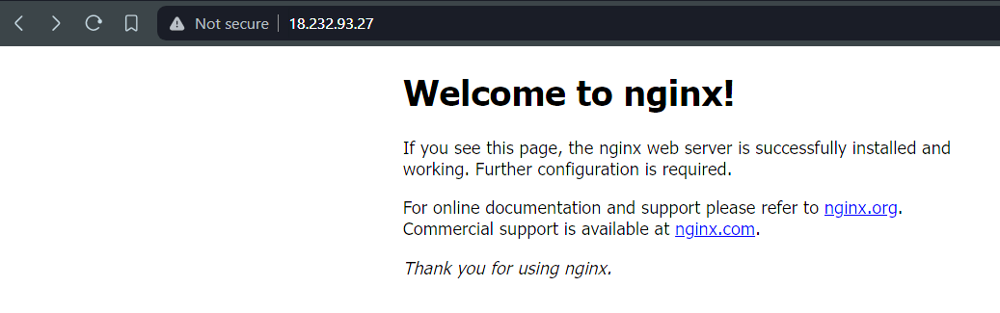 Not secure | 18.232.93.27
Welcome to nginx!
If you see this page, the nginx web server is successfully installed and
working. Further configuration is required.
For online documentation and support please refer to nginx.org.
Commercial support is available at nginx.com.
Thank you for using nginx.